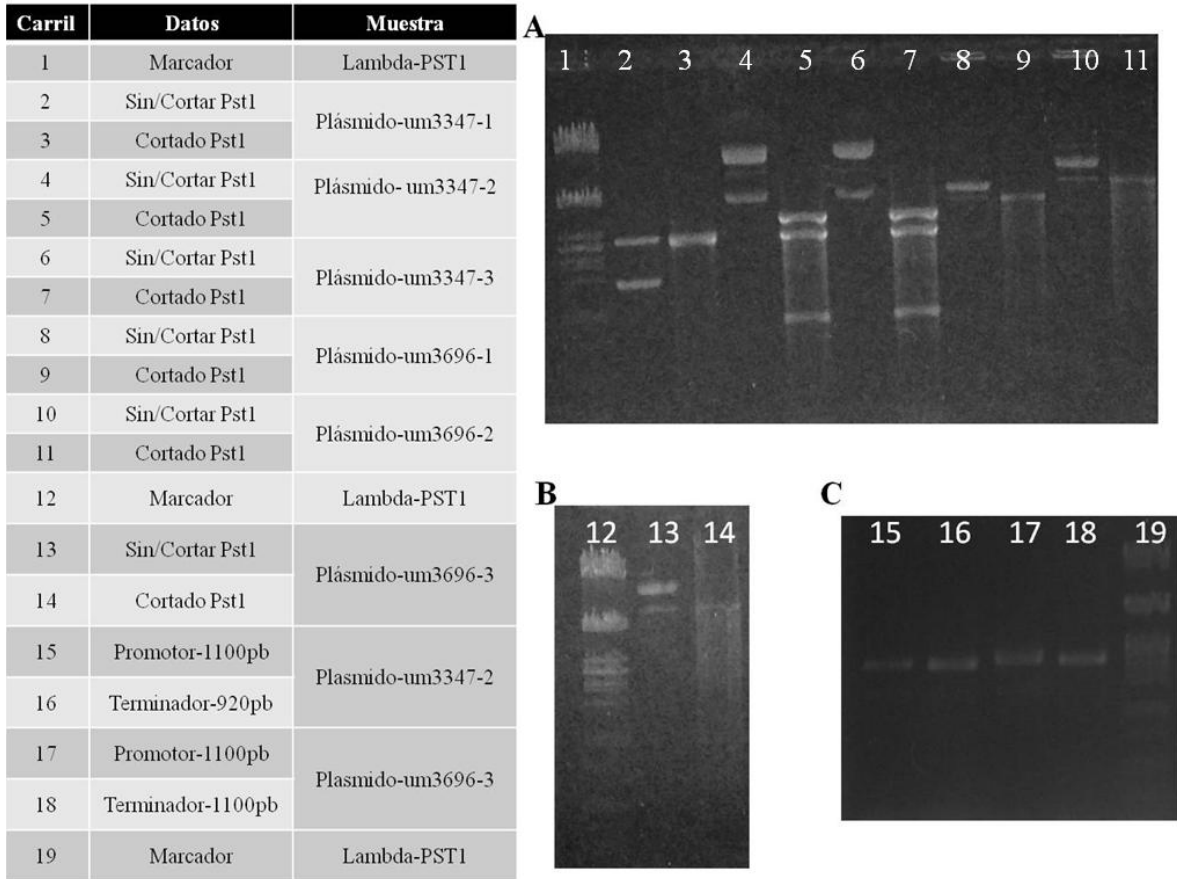 Carril Datos Muestra
1 Marcador Lambda-PST1
2 Sin/Cortar Pst1 Plásmido-um3347-1
3 Cortado Pst1
4 Sin/Cortar Pst1 Plásmido- um3347-2
5 Cortado Pst1
6 Sin/Cortar Pst1 Plásmido-um3347-3
7 Cortado Pst1
8 Sin/Cortar Pst1 Plásmido-um3696-1
9 Cortado Pst1
10 Sin/Cortar Pst1 Plásmido-um3696-2
11 Cortado Pst1
12 Marcador Lambda-PST1
13 Sin/Cortar Pst1 Plásmido-um3696-3
14 Cortado Pst1
15 Promotor-1100pb Plasmido-um3347-2
16 Terminador-920pb
17 Promotor-1100pb Plasmido-um3696-3
18 Terminador-1100pb
19 Marcador Lambda-PST1
A
1 2 3 4 5 6 7 8 9 10 11
B
12 13 14
C
15 16 17 18 19